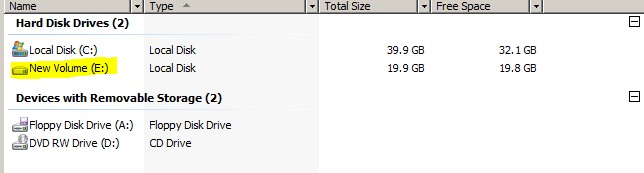 Name Type Total Size Free Space
Hard Disk Drives (2)
Local Disk (C:) Local Disk 39.9 GB 32.1 GB
New Volume (E:) Local Disk 19.9 GB 19.8 GB
Devices with Removable Storage (2)
Floppy Disk Drive (A:) Floppy Disk Drive
DVD RW Drive (D:) CD Drive